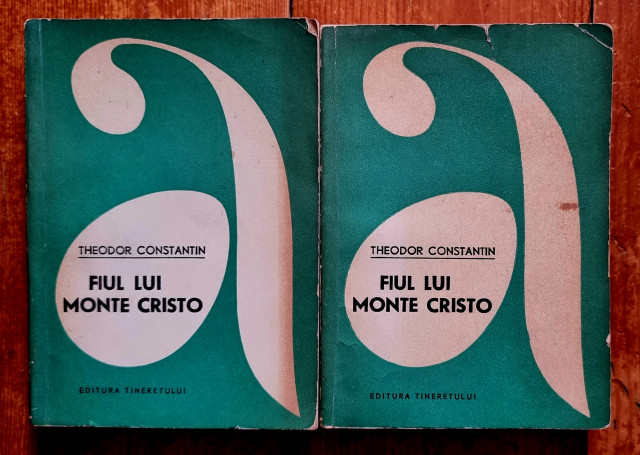 THEODOR CONSTANTIN
FIUL LUI
MONTE CRISTO
EDITURA TINERETULUI
THEODOR CONSTANTIN
FIUL LUI
MONTE CRISTO
EDITURA TINERETULUI